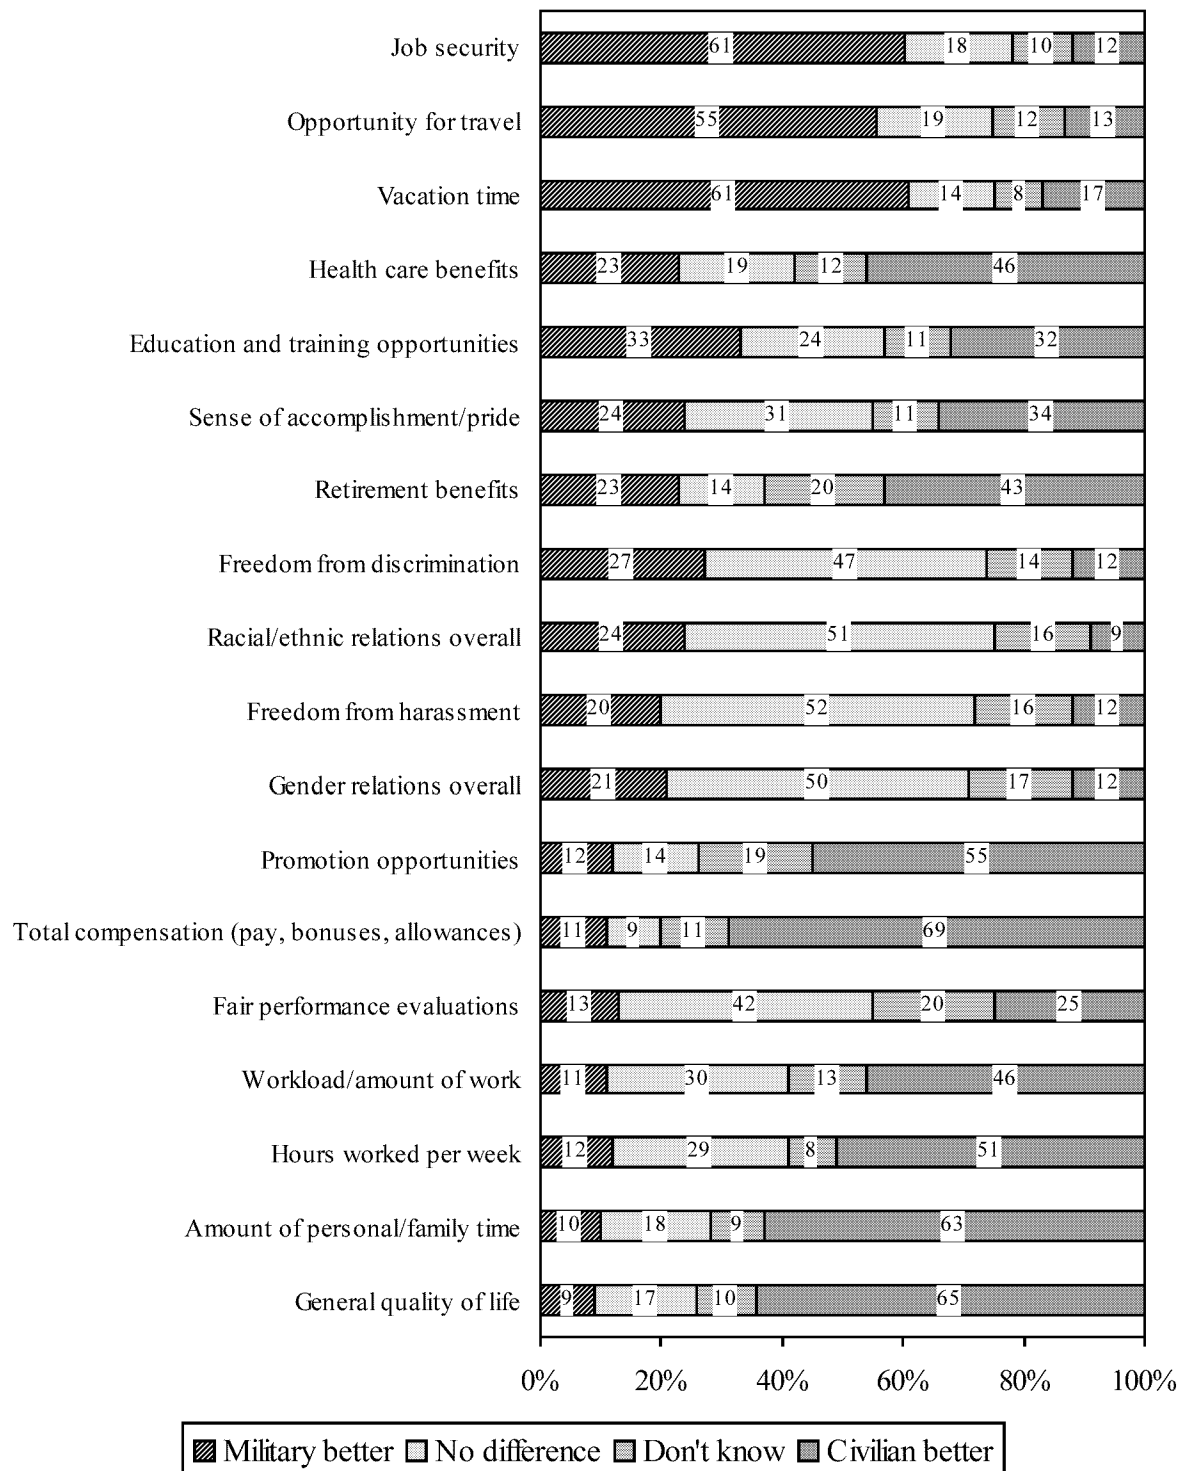 Job security 61 18 10 12
Opportunity for travel 55 19 12 13
Vacation time 61 14 8 17
Health care benefits 23 19 12 46
Education and training opportunities 33 24 11 32
Sense of accomplishment/pride 24 31 11 34
Retirement benefits 23 14 20 43
Freedom from discrimination 27 47 14 12
Racial/ethnic relations overall 24 51 16 9
Freedom from harassment 20 52 16 12
Gender relations overall 21 50 17 12
Promotion opportunities 12 14 19 55
Total compensation (pay, bonuses, allowances) 11 9 11 69
Fair performance evaluations 13 42 20 25
Workload/amount of work 11 30 13 46
Hours worked per week 12 29 8 51
Amount of personal/family time 10 18 9 63
General quality of life 9 17 10 65
0% 20% 40% 60% 80% 100%
Military better No difference Don't know Civilian better